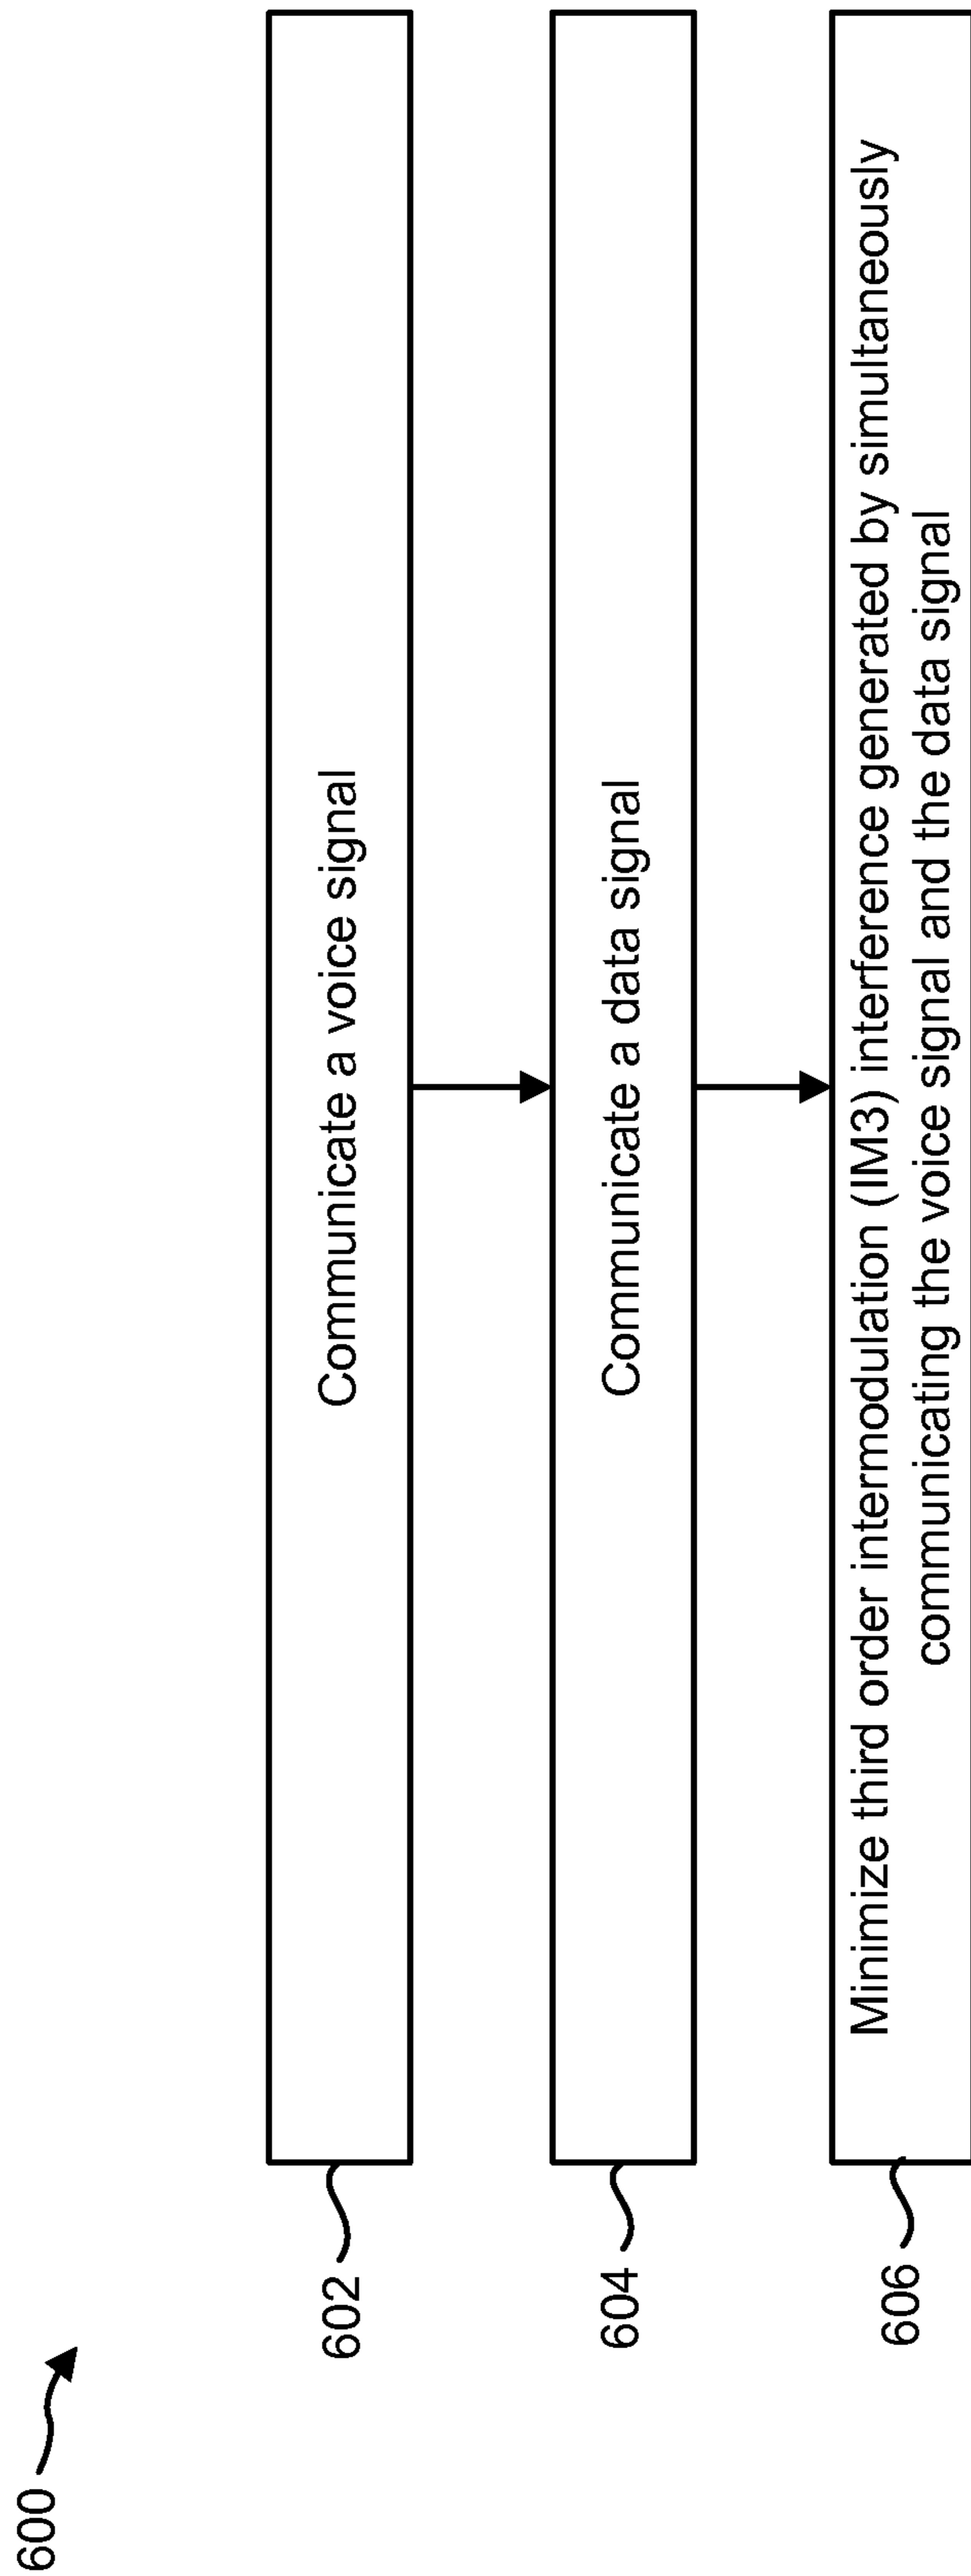 600
602
Communicate a voice signal
604
Communicate a data signal
606
Minimize third order intermodulation (IM3) interference generated by simultaneously
communicating the voice signal and the data signal